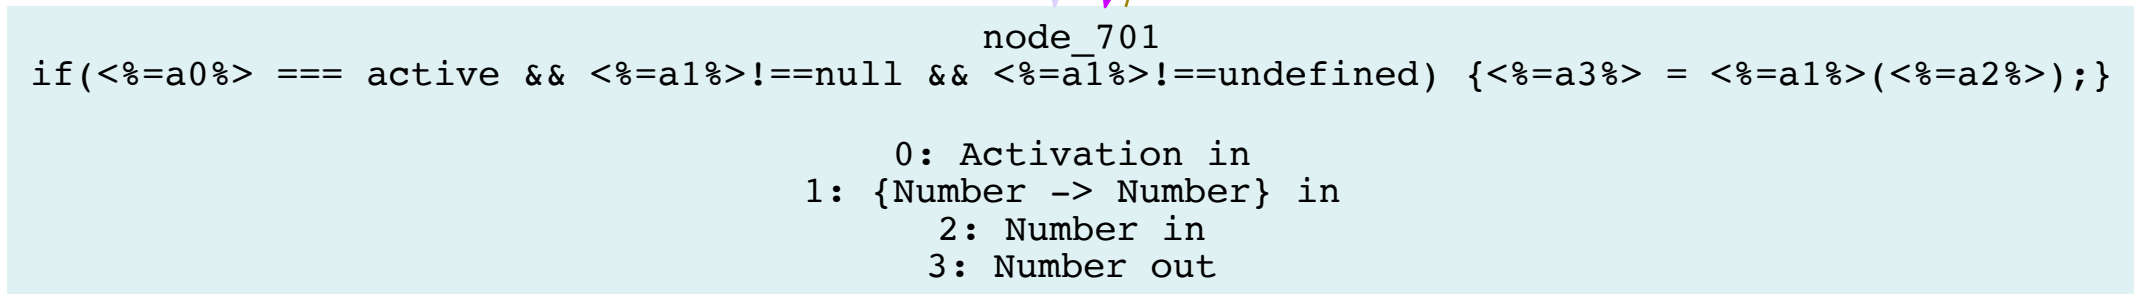 node_701
if(<%=a0%> === active && <%=a1%>!==null && <%=a1%>!==undefined) {<%=a3%> = <%=a1%>(<%=a2%>);}
0: Activation in
1: {Number -> Number} in
2: Number in
3: Number out